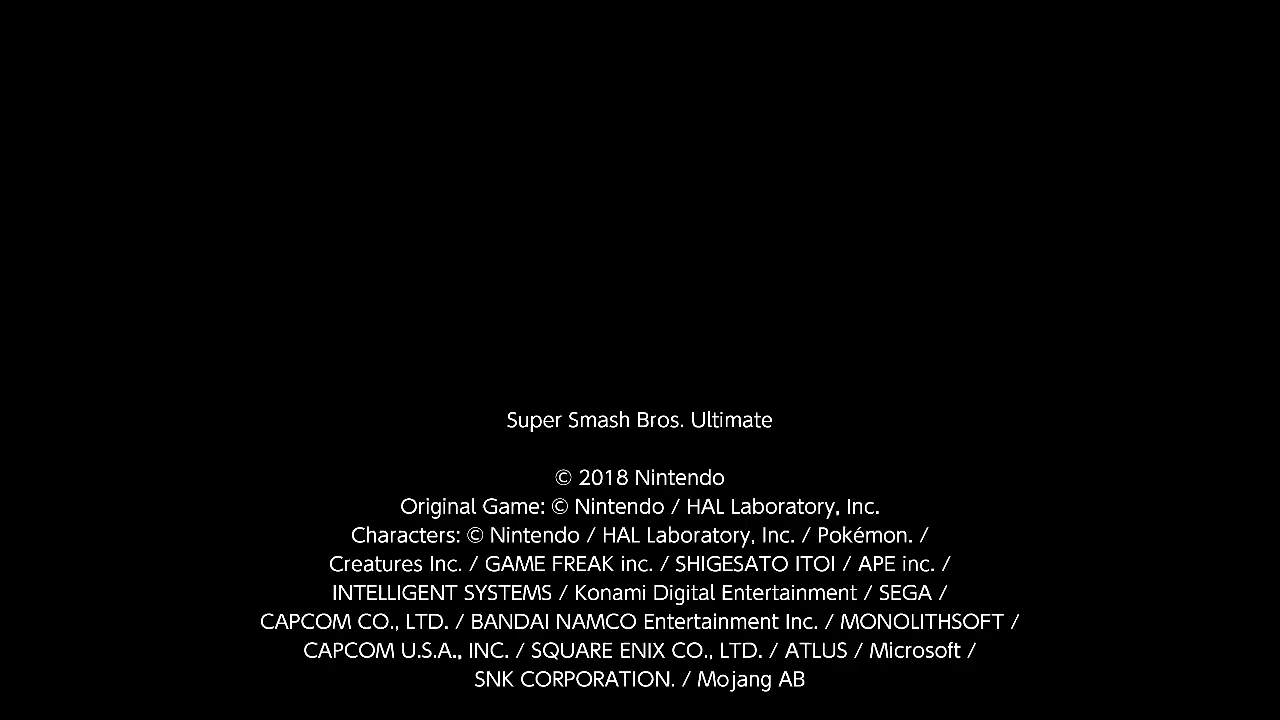 Super Smash Bros. Ultimate
© 2018 Nintendo
Original Game: © Nintendo / HAL Laboratory, Inc.
Characters: © Nintendo / HAL Laboratory, Inc. / Pokémon. /
Creatures Inc. / GAME FREAK inc. / SHIGESATO ITOI / APE inc. /
INTELLIGENT SYSTEMS / Konami Digital Entertainment / SEGA /
CAPCOM CO., LTD. / BANDAI NAMCO Entertainment Inc. / MONOLITHSOFT /
CAPCOM U.S.A., INC. / SQUARE ENIX CO., LTD. / ATLUS / Microsoft /
SNK CORPORATION. / Mojang AB